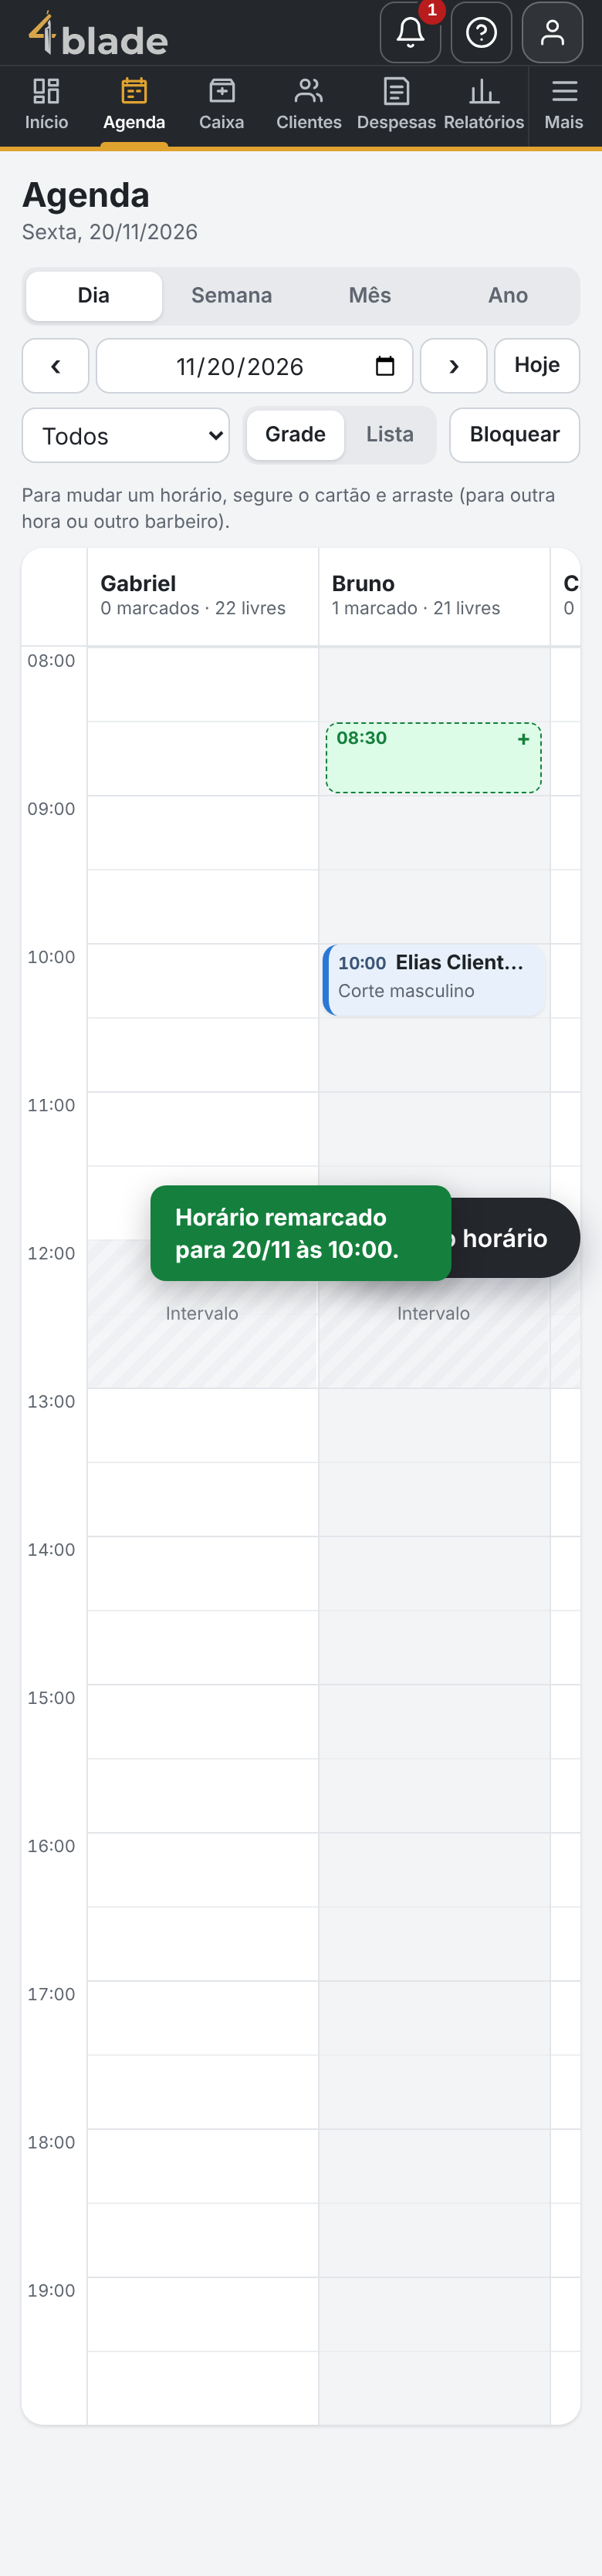 4blade
1
Início
Agenda
Caixa
Clientes
Despesas
Relatórios
Mais
Agenda
Sexta, 20/11/2026
Dia
Semana
Mês
Ano
‹
11/20/2026
›
Hoje
Todos
Grade
Lista
Bloquear
Para mudar um horário, segure o cartão e arraste (para outra
hora ou outro barbeiro).
Gabriel
0 marcados · 22 livres
Bruno
1 marcado · 21 livres
C
0
08:00
08:30 +
09:00
10:00
10:00 Elias Client...
Corte masculino
11:00
Horário remarcado
para 20/11 às 10:00.
horário
12:00
Intervalo
Intervalo
13:00
14:00
15:00
16:00
17:00
18:00
19:00